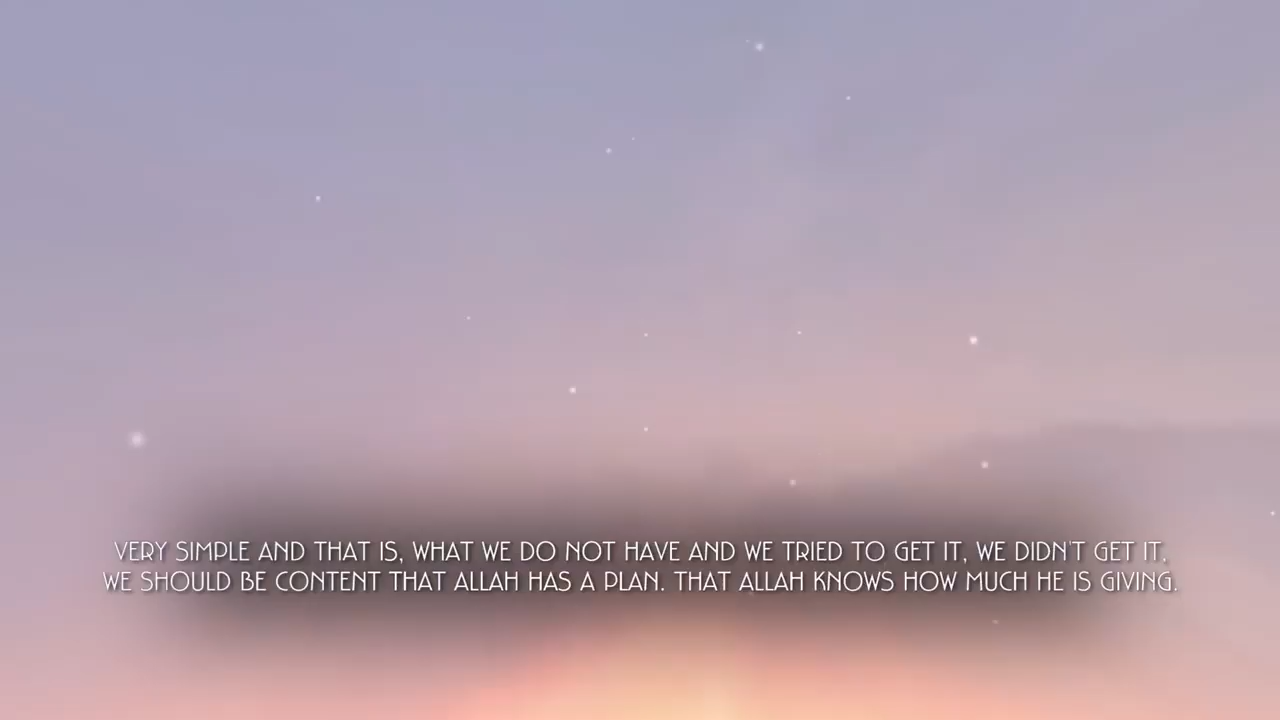 VERY SIMPLE AND THAT IS, WHAT WE DO NOT HAVE AND WE TRIED TO GET IT, WE DIDN'T GET IT,
WE SHOULD BE CONTENT THAT ALLAH HAS A PLAN. THAT ALLAH KNOWS HOW MUCH HE IS GIVING.